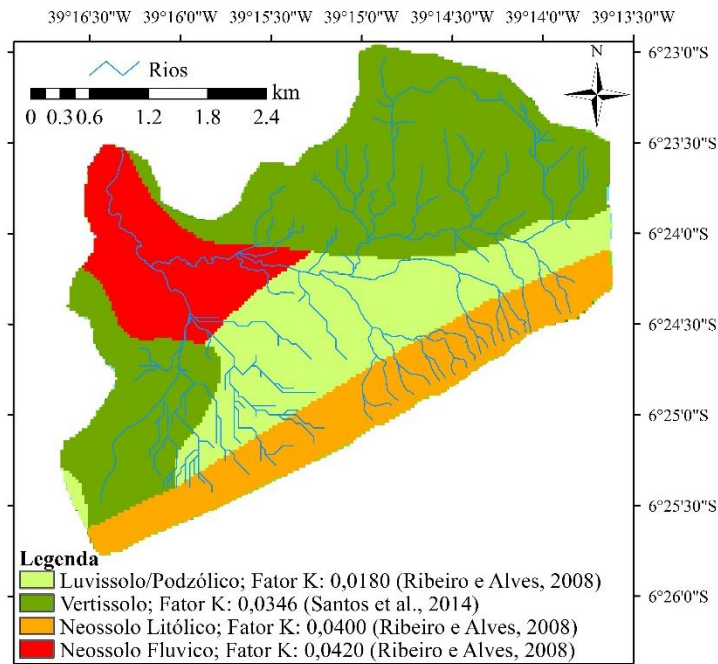 39°16'30"W 39°16'0"W 39°15'30"W 39°15'0"W 39°14'30"W 39°14'0"W 39°13'30"W
Rios
N
km
0 0.3 0.6 1.2 1.8 2.4
6°23'0"S
6°23'30"S
6°24'0"S
6°24'30"S
6°25'0"S
6°25'30"S
6°26'0"S
Legenda
Luvissolo/Podzólico; Fator K: 0,0180 (Ribeiro e Alves, 2008)
Vertissolo; Fator K: 0,0346 (Santos et al., 2014)
Neossolo Litólico; Fator K: 0,0400 (Ribeiro e Alves, 2008)
Neossolo Fluvico; Fator K: 0,0420 (Ribeiro e Alves, 2008)